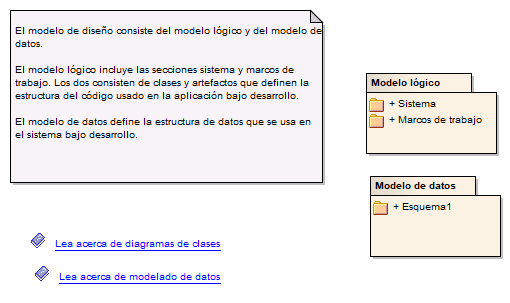 El modelo de diseño consiste del modelo lógico y del modelo de
datos.
El modelo lógico incluye las secciones sistema y marcos de
trabajo. Los dos consisten de clases y artefactos que definen la
estructura del código usado en la aplicación bajo desarrollo.
El modelo de datos define la estructura de datos que se usa en
el sistema bajo desarrollo.
Modelo lógico
+ Sistema
+ Marcos de trabajo
Modelo de datos
+ Esquema1
Lea acerca de diagramas de clases
Lea acerca de modelado de datos